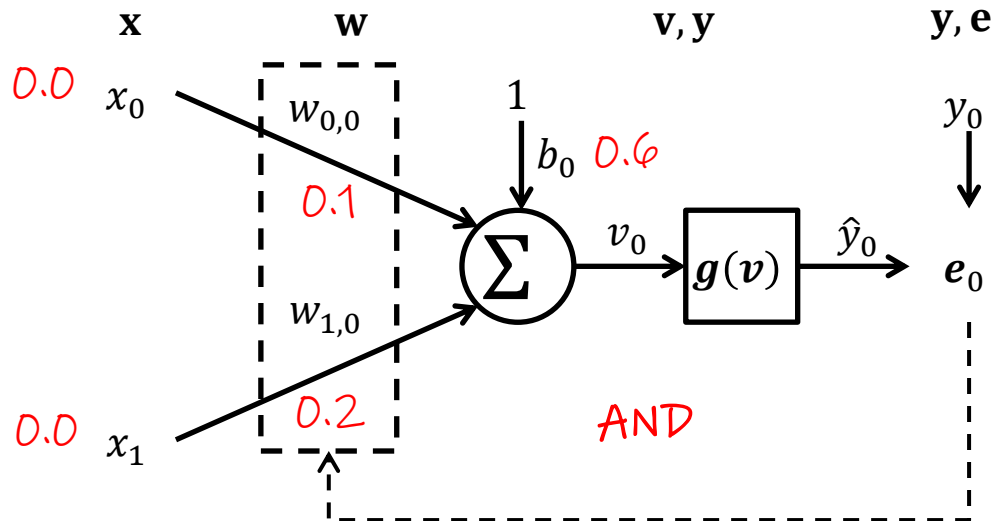 x w v, y y, e
0.0 x₀ w₀,₀ 1 y₀
0.1 b₀ 0.6
Σ v₀ g(v) ŷ₀ e₀
w₁,₀
0.0 x₁ 0.2 AND